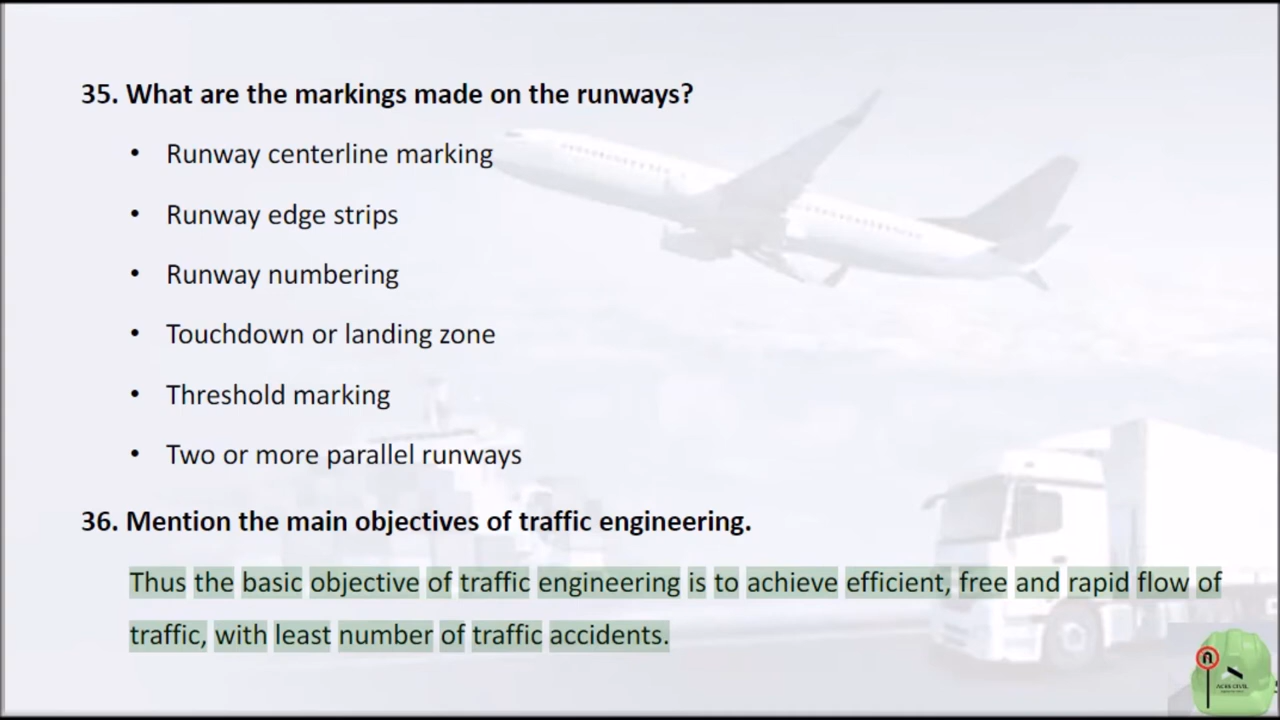 35. What are the markings made on the runways?
• Runway centerline marking
• Runway edge strips
• Runway numbering
• Touchdown or landing zone
• Threshold marking
• Two or more parallel runways
36. Mention the main objectives of traffic engineering.
Thus the basic objective of traffic engineering is to achieve efficient, free and rapid flow of
traffic, with least number of traffic accidents.